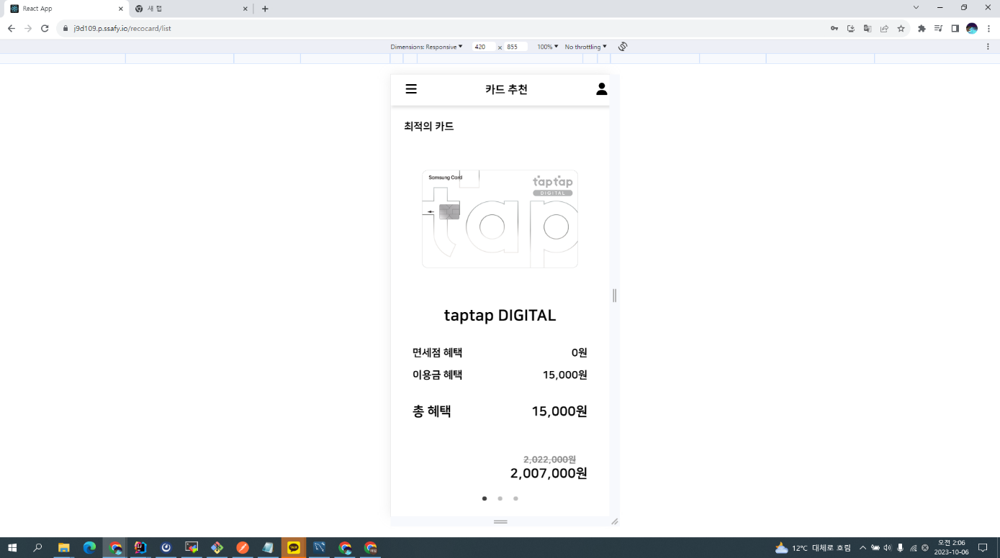 React App
새 탭
j9d109.p.ssafy.io/recocard/list
Dimensions: Responsive 420 x 855 100% No throttling
카드 추천
최적의 카드
Samsung Card
taptap
DIGITAL
tap
taptap DIGITAL
면세점 혜택 0원
이용금 혜택 15,000원
총 혜택 15,000원
2,022,000원
2,007,000원
TALK
메일
12°C 대체로 흐림
오전 2:06
2023-10-06